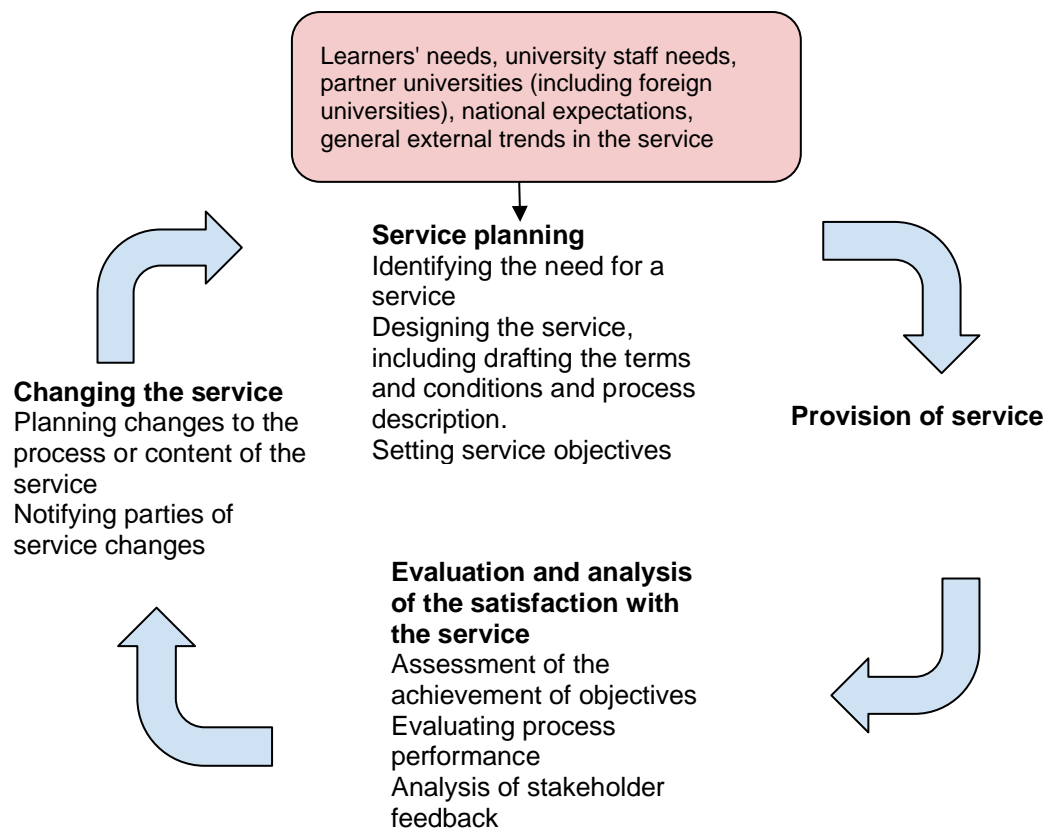 Learners' needs, university staff needs,
partner universities (including foreign
universities), national expectations,
general external trends in the service
Service planning
Identifying the need for a
service
Designing the service,
including drafting the terms
and conditions and process
description.
Setting service objectives
Provision of service
Evaluation and analysis
of the satisfaction with
the service
Assessment of the
achievement of objectives
Evaluating process
performance
Analysis of stakeholder
feedback
Changing the service
Planning changes to the
process or content of the
service
Notifying parties of
service changes